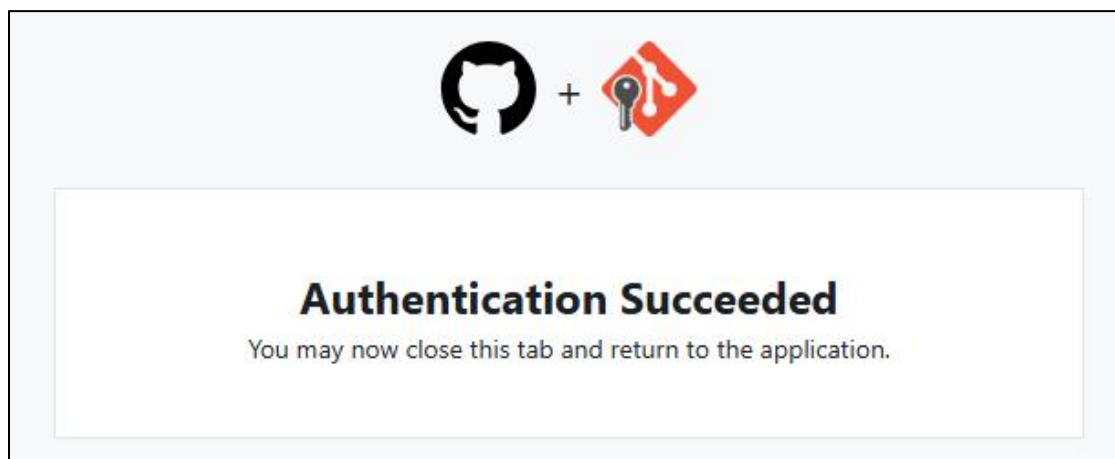 +
Authentication Succeeded
You may now close this tab and return to the application.